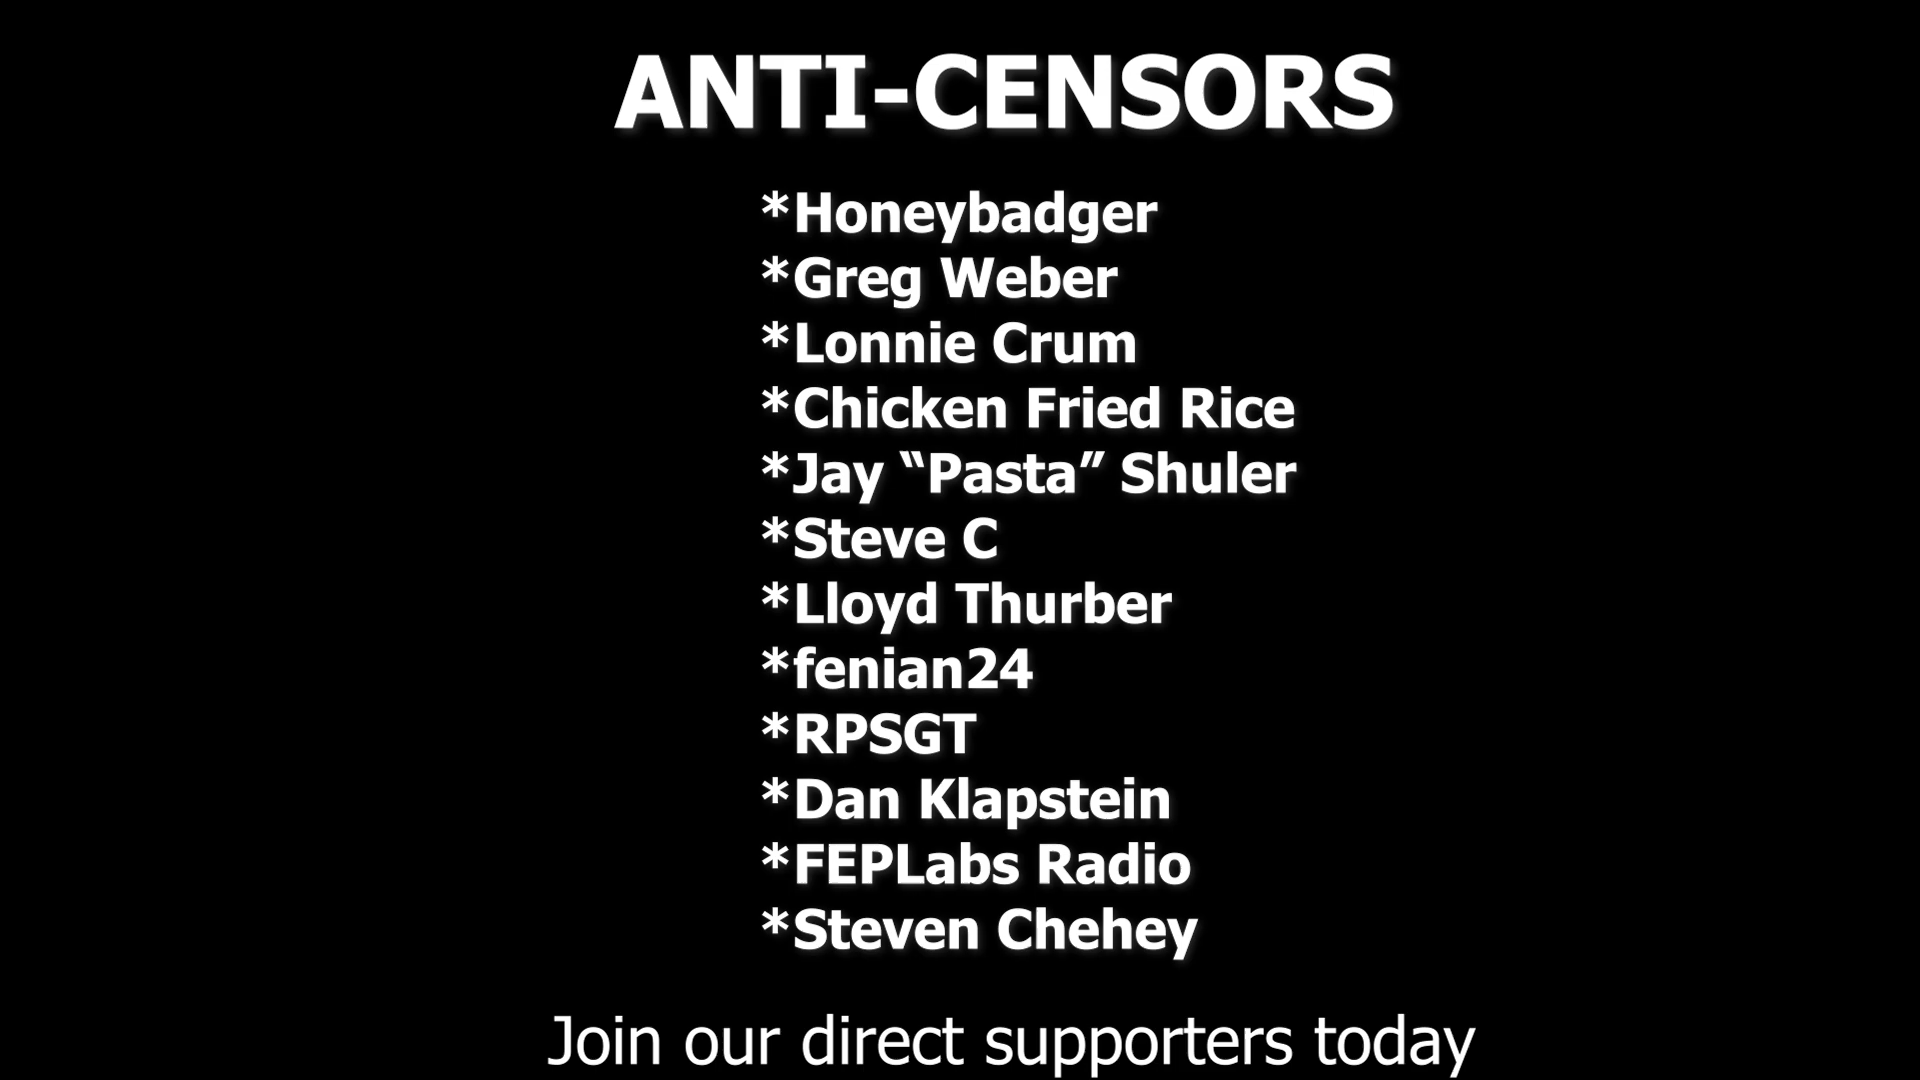 ANTI-CENSORS
*Honeybadger
*Greg Weber
*Lonnie Crum
*Chicken Fried Rice
*Jay “Pasta” Shuler
*Steve C
*Lloyd Thurber
*fenian24
*RPSGT
*Dan Klapstein
*FEPLabs Radio
*Steven Chehey
Join our direct supporters today